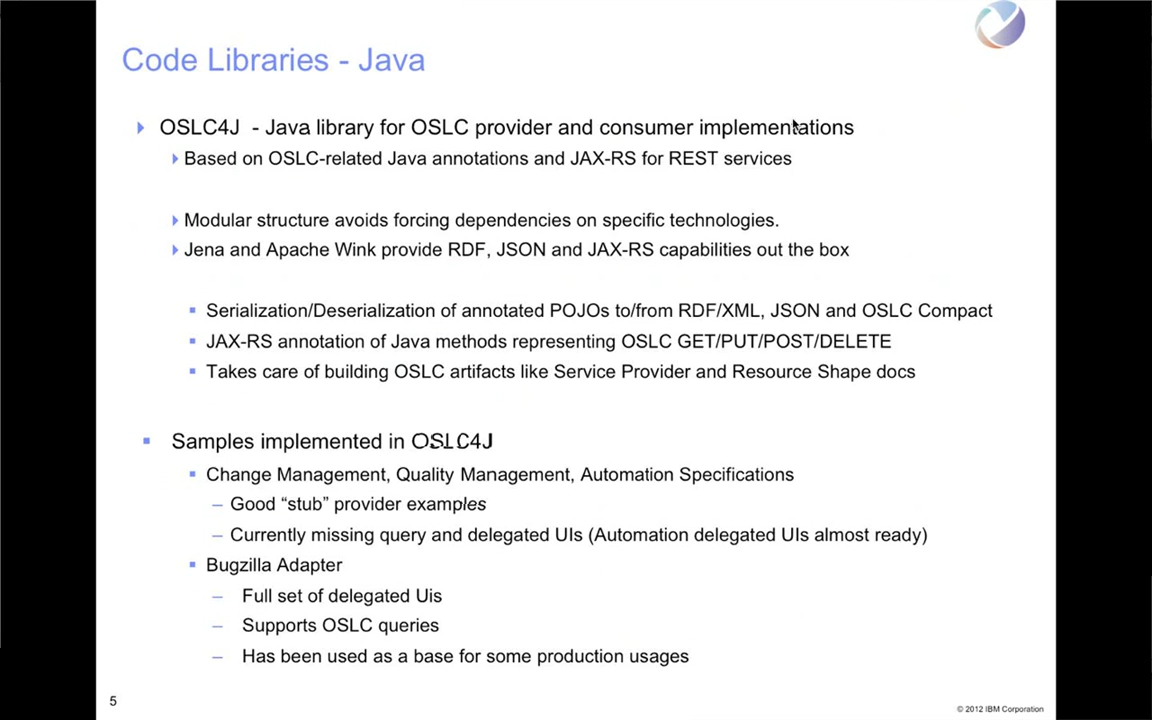 Code Libraries - Java
OSLC4J - Java library for OSLC provider and consumer implementations
Based on OSLC-related Java annotations and JAX-RS for REST services
Modular structure avoids forcing dependencies on specific technologies.
Jena and Apache Wink provide RDF, JSON and JAX-RS capabilities out the box
Serialization/Deserialization of annotated POJOs to/from RDF/XML, JSON and OSLC Compact
JAX-RS annotation of Java methods representing OSLC GET/PUT/POST/DELETE
Takes care of building OSLC artifacts like Service Provider and Resource Shape docs
Samples implemented in OSLC4J
Change Management, Quality Management, Automation Specifications
– Good “stub” provider examples
– Currently missing query and delegated UIs (Automation delegated UIs almost ready)
Bugzilla Adapter
– Full set of delegated Uis
– Supports OSLC queries
– Has been used as a base for some production usages
5
© 2012 IBM Corporation